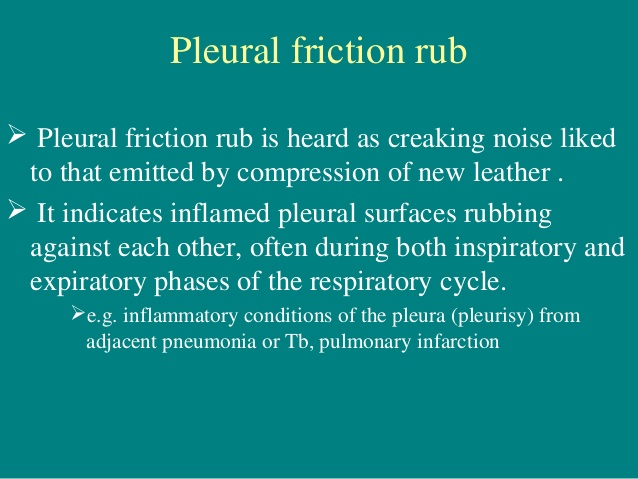 Pleural friction rub
➢ Pleural friction rub is heard as creaking noise liked
to that emitted by compression of new leather .
➢ It indicates inflamed pleural surfaces rubbing
against each other, often during both inspiratory and
expiratory phases of the respiratory cycle.
➢e.g. inflammatory conditions of the pleura (pleurisy) from
adjacent pneumonia or Tb, pulmonary infarction